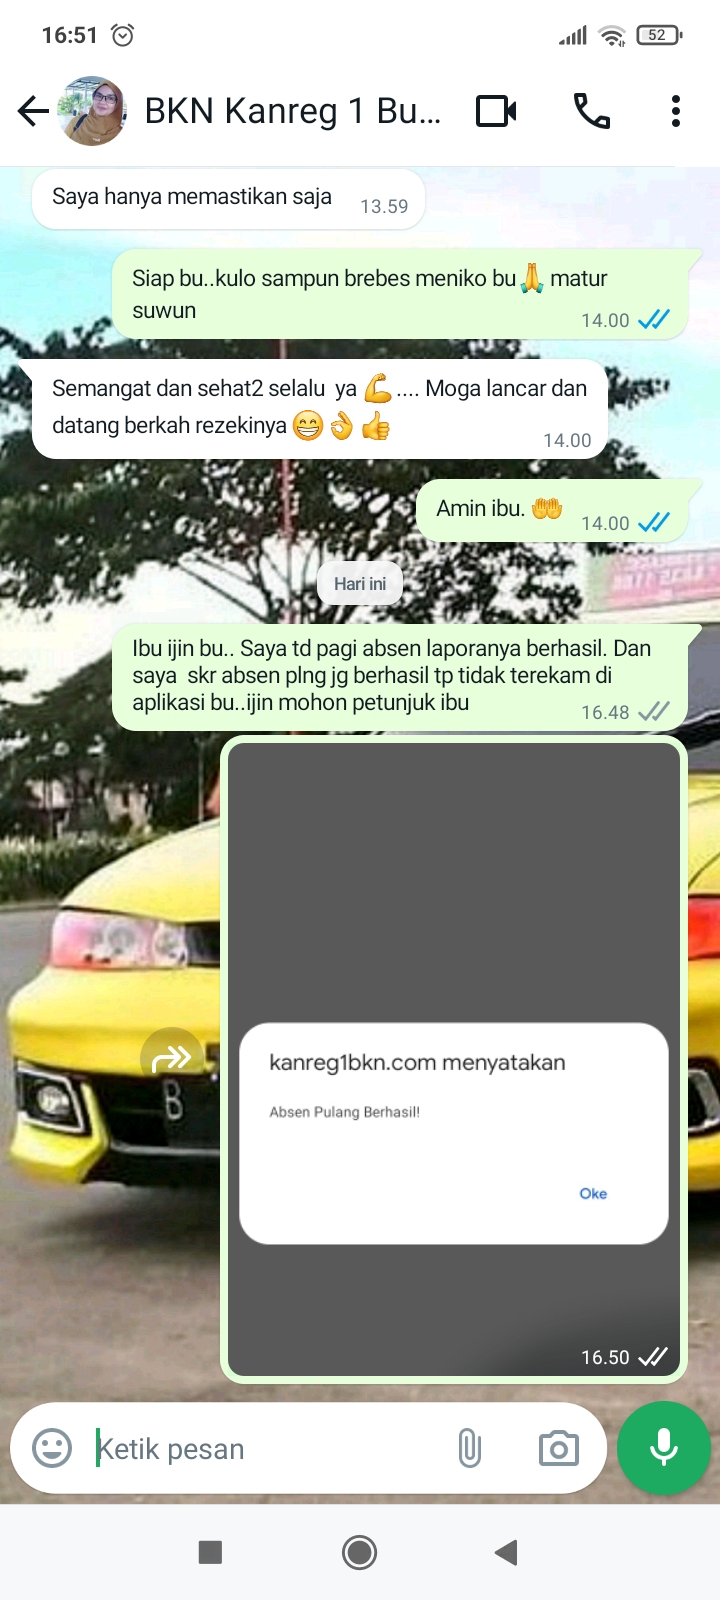 16:51
52
BKN Kanreg 1 Bu...
Saya hanya memastikan saja
13.59
Siap bu..kulo sampun brebes meniko bu🙏 matur
suwun
14.00
Semangat dan sehat2 selalu  ya 💪.... Moga lancar dan
datang berkah rezekinya 😁👌👍
14.00
Amin ibu. 🤲
14.00
Hari ini
Ibu ijin bu.. Saya td pagi absen laporanya berhasil. Dan
saya  skr absen plng jg berhasil tp tidak terekam di
aplikasi bu..ijin mohon petunjuk ibu
16.48
kanreg1bkn.com menyatakan
Absen Pulang Berhasil!
Oke
16.50
B
Ketik pesan